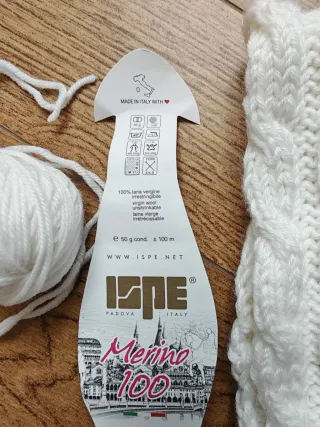 MADE IN ITALY WITH ❤
100% lana vergine
irrestringibile
virgin wool
unshrinkable
laine vierge
irrétrécissable
℮ 50 g cond. ± 100 m
WWW.ISPE.NET
ISPE®
PADOVA ITALY
Merino
100